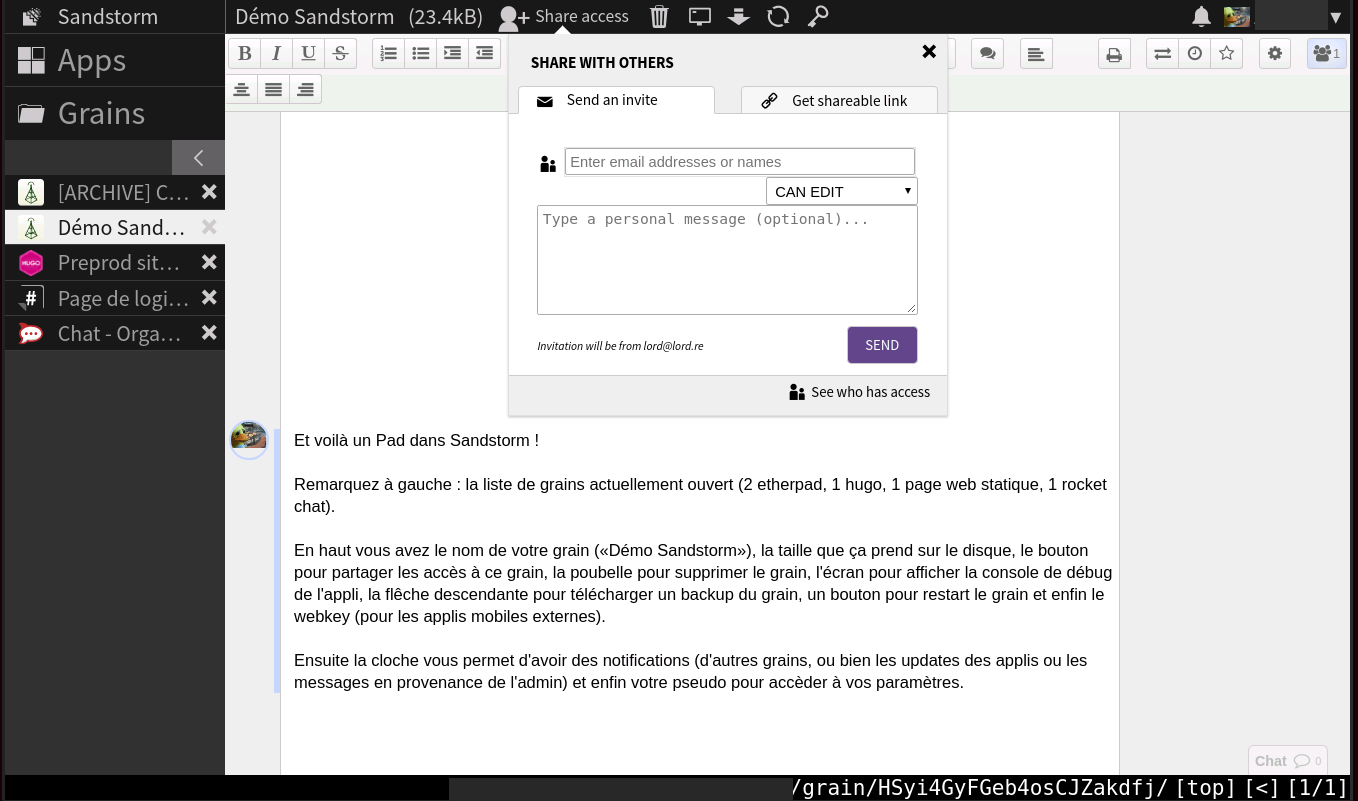 Sandstorm
Démo Sandstorm (23.4kB) Share access
Apps
Grains
[ARCHIVE] C…
Démo Sand…
Preprod sit…
Page de logi…
Chat - Orga…
B I U S
1
SHARE WITH OTHERS
Send an invite
Get shareable link
Enter email addresses or names
CAN EDIT
Type a personal message (optional)...
Invitation will be from lord@lord.re
SEND
See who has access
Et voilà un Pad dans Sandstorm !
Remarquez à gauche : la liste de grains actuellement ouvert (2 etherpad, 1 hugo, 1 page web statique, 1 rocket
chat).
En haut vous avez le nom de votre grain («Démo Sandstorm»), la taille que ça prend sur le disque, le bouton
pour partager les accès à ce grain, la poubelle pour supprimer le grain, l'écran pour afficher la console de débug
de l'appli, la flêche descendante pour télécharger un backup du grain, un bouton pour restart le grain et enfin le
webkey (pour les applis mobiles externes).
Ensuite la cloche vous permet d'avoir des notifications (d'autres grains, ou bien les updates des applis ou les
messages en provenance de l'admin) et enfin votre pseudo pour accèder à vos paramètres.
Chat 0
/grain/HSyi4GyFGeb4osCJZakdfj/ [top] [<] [1/1]
HUGO
#